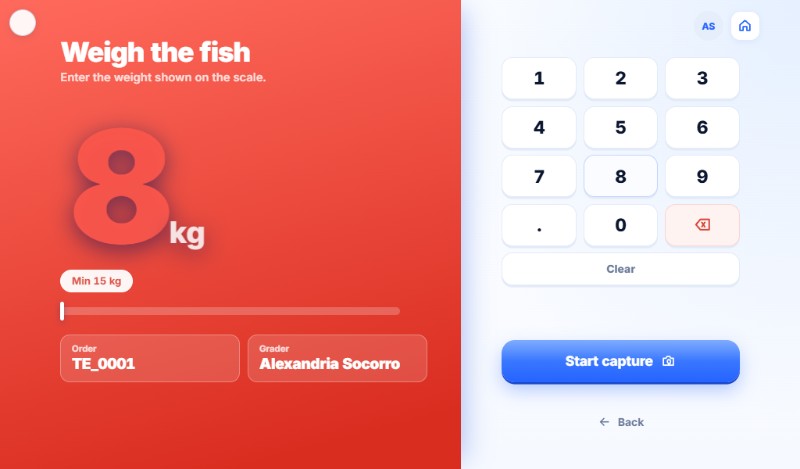 Weigh the fish
Enter the weight shown on the scale.
8 kg
Min 15 kg
Order
TE_0001
Grader
Alexandria Socorro
AS
1 2 3
4 5 6
7 8 9
. 0
Clear
Start capture
Back